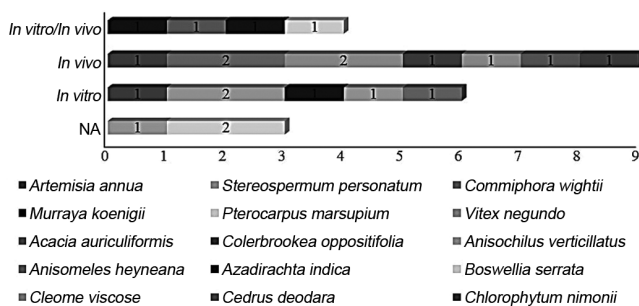 In vitro/In vivo 1 1
In vivo 1 2 2 1 1 1 1
In vitro 1 2 1 1
NA 1 2
0 1 2 3 4 5 6 7 8 9
Artemisia annua Stereospermum personatum Commiphora wightii
Murraya koenigii Pterocarpus marsupium Vitex negundo
Acacia auriculiformis Colerbrookea oppositifolia Anisochilus verticillatus
Anisomeles heyneana Azadirachta indica Boswellia serrata
Cleome viscose Cedrus deodara Chlorophytum nimonii